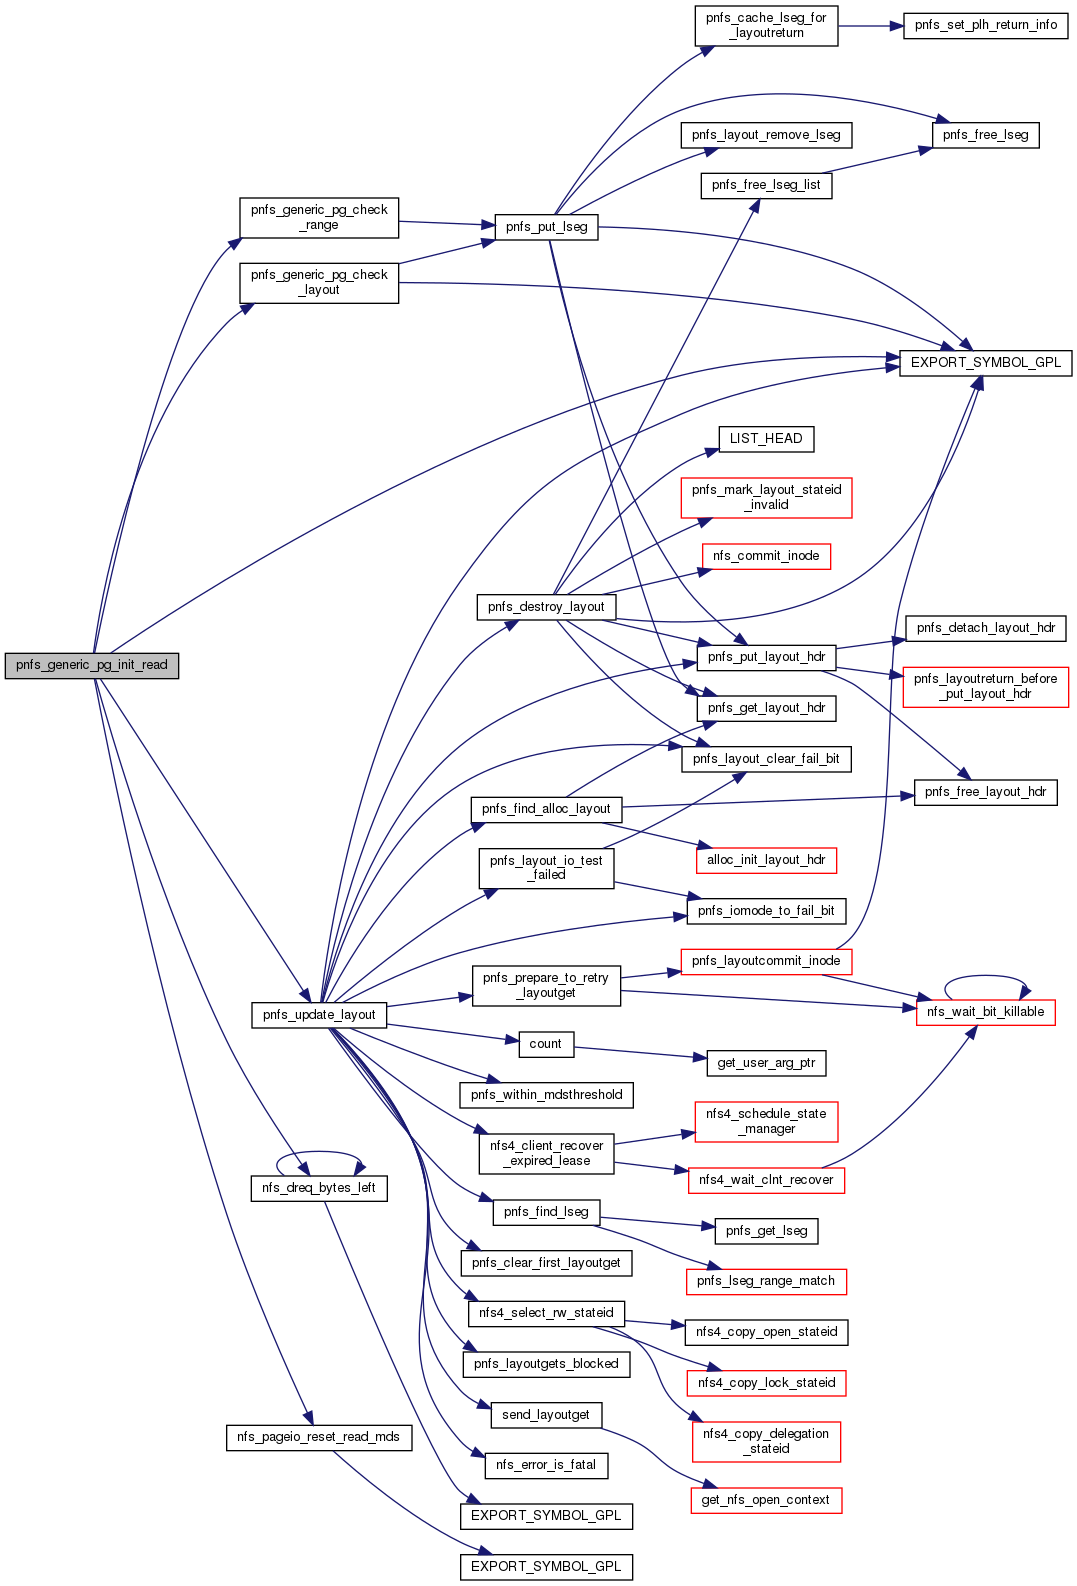 pnfs_cache_lseg_for
_layoutreturn
pnfs_set_plh_return_info
pnfs_layout_remove_lseg
pnfs_free_lseg
pnfs_free_lseg_list
pnfs_generic_pg_check
_range
pnfs_put_lseg
pnfs_generic_pg_check
_layout
EXPORT_SYMBOL_GPL
LIST_HEAD
pnfs_mark_layout_stateid
_invalid
nfs_commit_inode
pnfs_destroy_layout
pnfs_detach_layout_hdr
pnfs_generic_pg_init_read
pnfs_put_layout_hdr
pnfs_layoutreturn_before
_put_layout_hdr
pnfs_get_layout_hdr
pnfs_layout_clear_fail_bit
pnfs_free_layout_hdr
pnfs_find_alloc_layout
alloc_init_layout_hdr
pnfs_layout_io_test
_failed
pnfs_iomode_to_fail_bit
pnfs_layoutcommit_inode
pnfs_prepare_to_retry
_layoutget
nfs_wait_bit_killable
pnfs_update_layout
count
get_user_arg_ptr
pnfs_within_mdsthreshold
nfs4_schedule_state
_manager
nfs4_client_recover
_expired_lease
nfs4_wait_clnt_recover
nfs_dreq_bytes_left
pnfs_find_lseg
pnfs_get_lseg
pnfs_clear_first_layoutget
pnfs_lseg_range_match
nfs4_select_rw_stateid
nfs4_copy_open_stateid
pnfs_layoutgets_blocked
nfs4_copy_lock_stateid
send_layoutget
nfs4_copy_delegation
_stateid
nfs_pageio_reset_read_mds
nfs_error_is_fatal
get_nfs_open_context
EXPORT_SYMBOL_GPL
EXPORT_SYMBOL_GPL